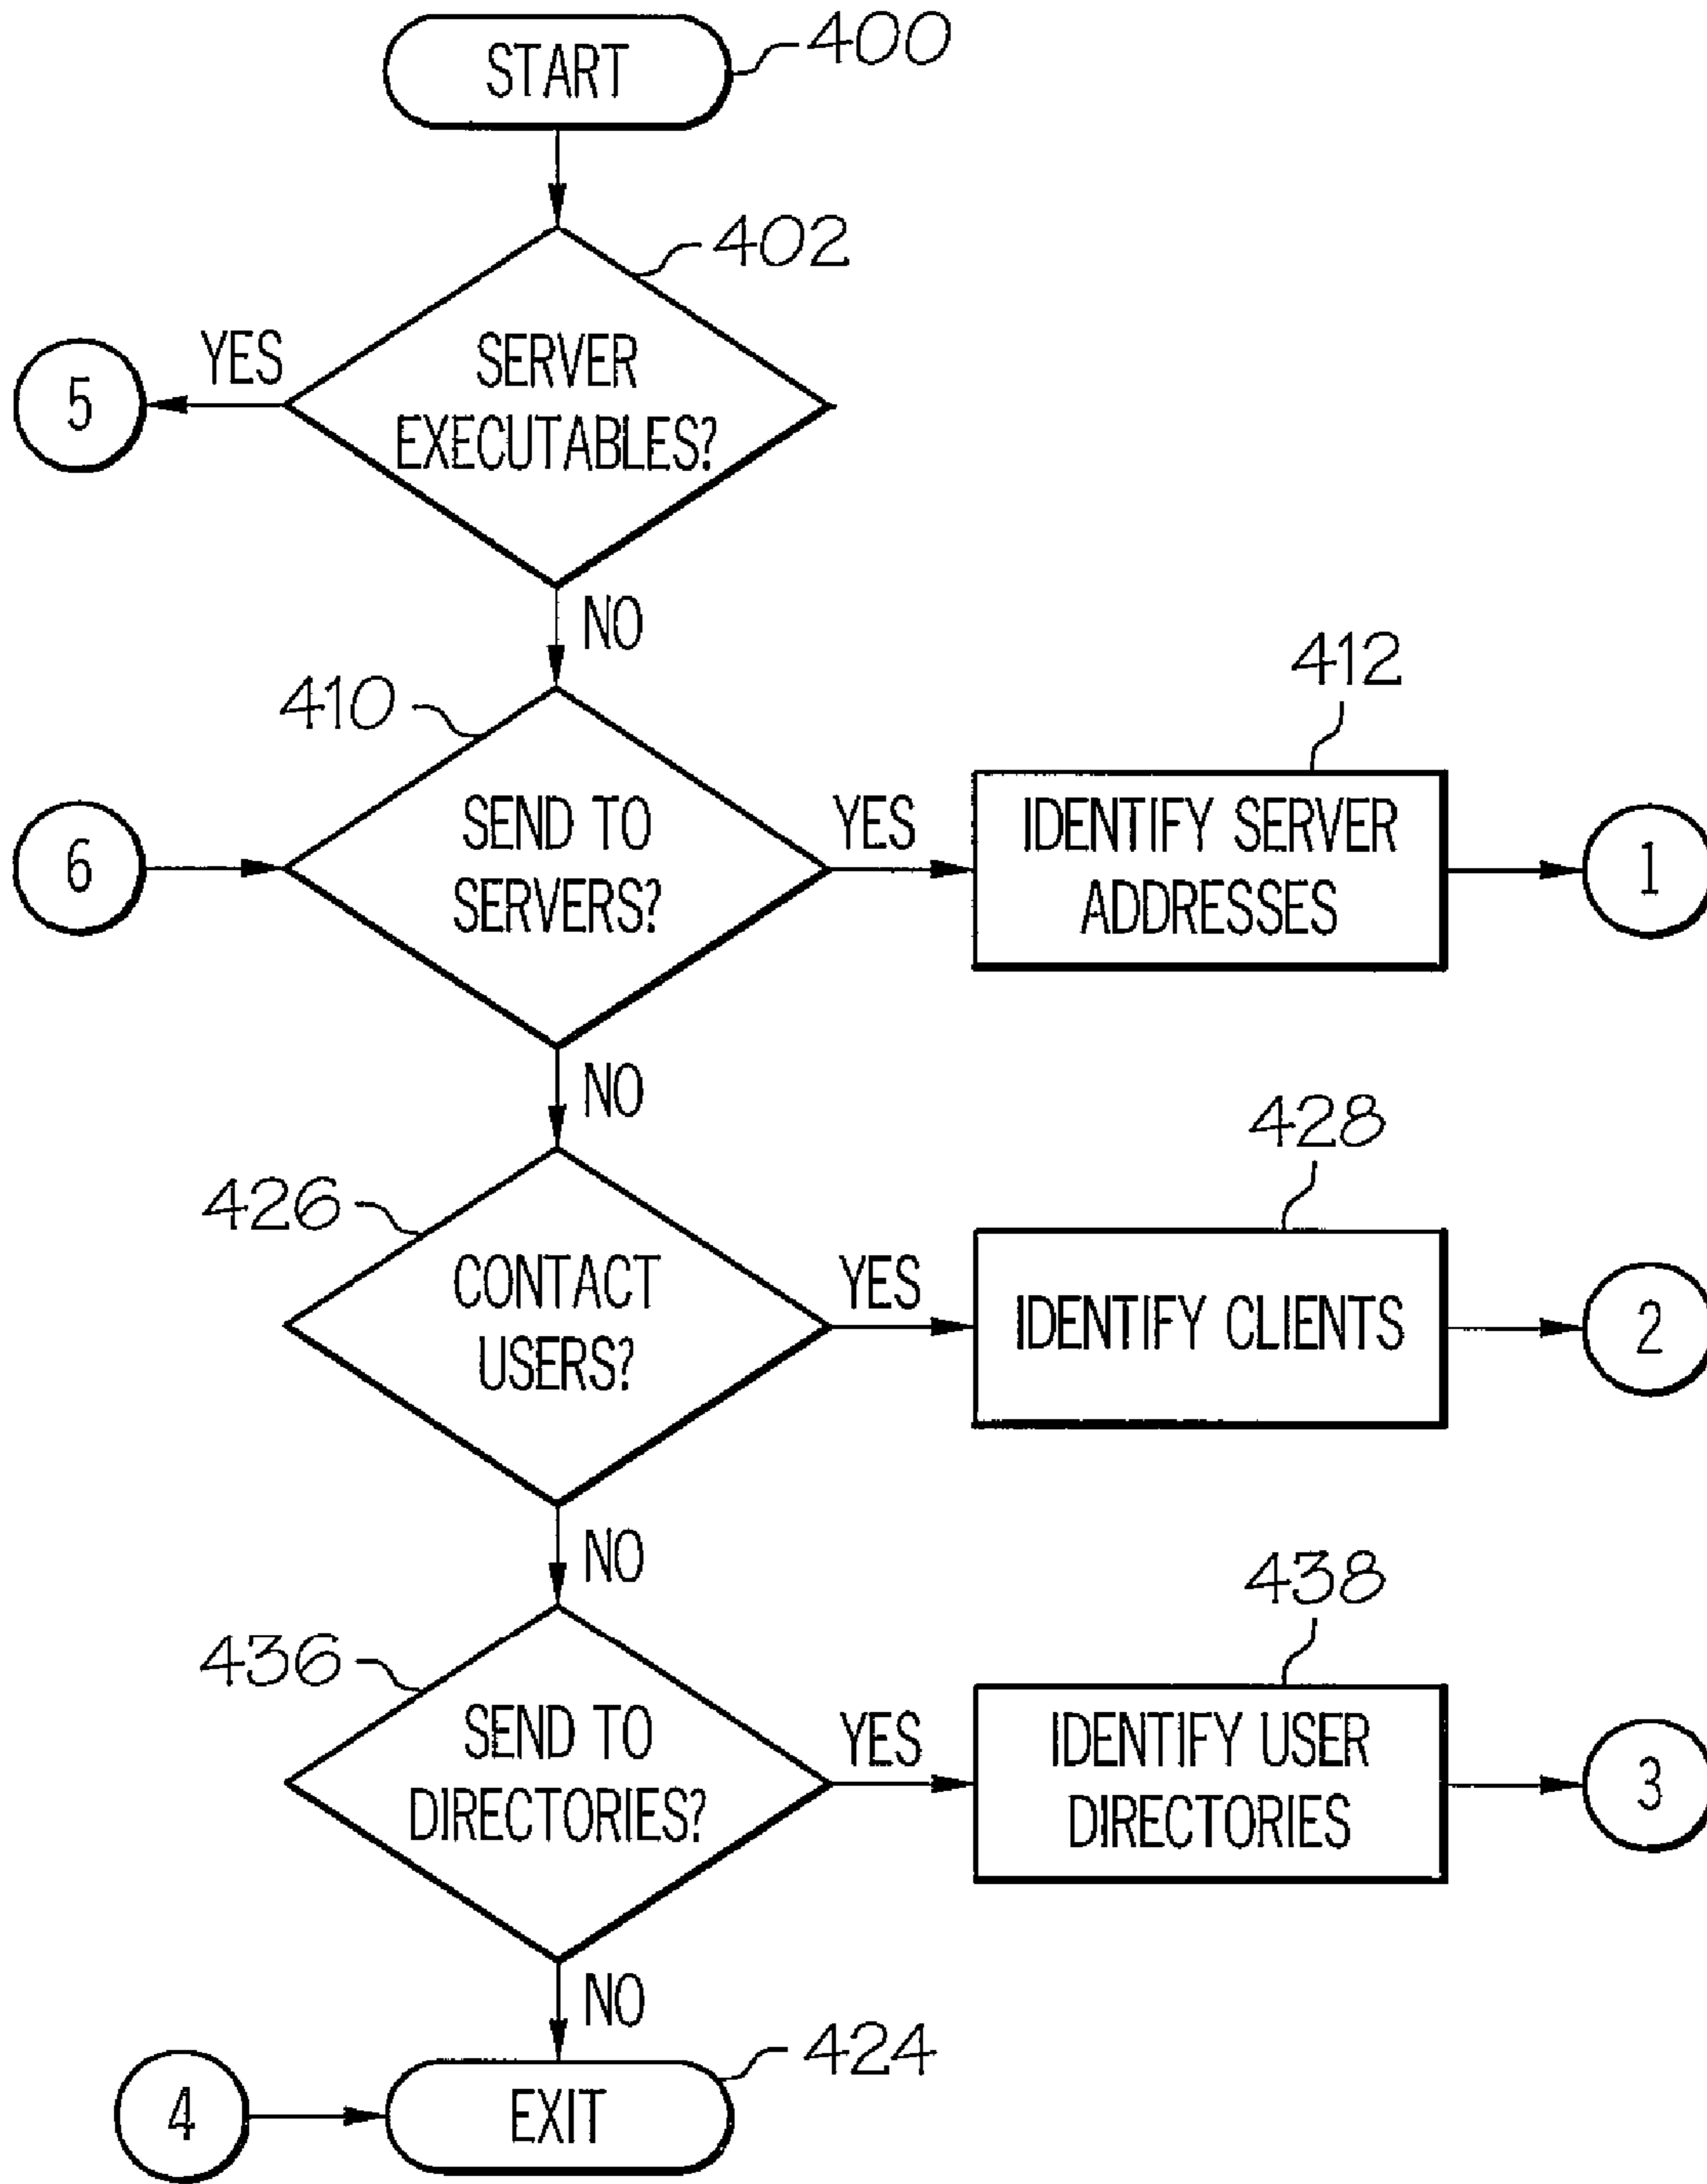 START
400
402
SERVER
EXECUTABLES?
YES
5
NO
410
412
6
SEND TO
SERVERS?
YES
IDENTIFY SERVER
ADDRESSES
1
NO
426
428
CONTACT
USERS?
YES
IDENTIFY CLIENTS
2
NO
436
438
SEND TO
DIRECTORIES?
YES
IDENTIFY USER
DIRECTORIES
3
NO
424
4
EXIT